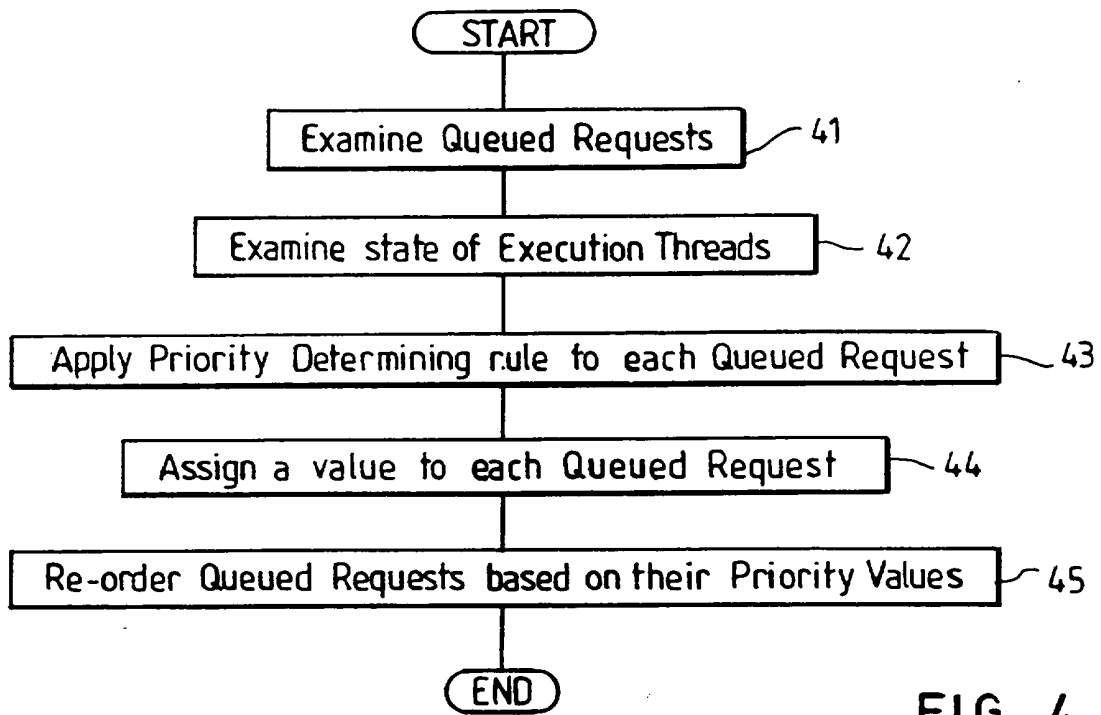 START
Examine Queued Requests
41
Examine state of Execution Threads
42
Apply Priority Determining rule to each Queued Request
43
Assign a value to each Queued Request
44
Re-order Queued Requests based on their Priority Values
45
END
FIG. 4